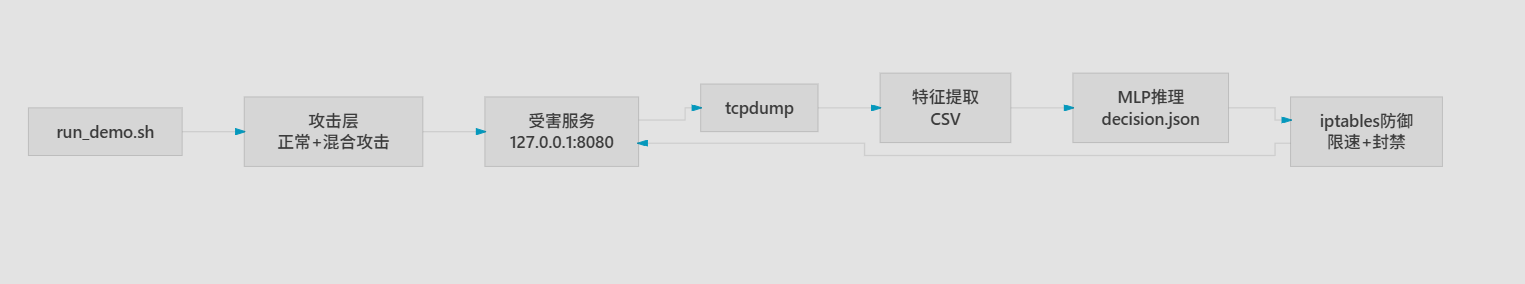 run_demo.sh
攻击层
正常+混合攻击
受害服务
127.0.0.1:8080
tcpdump
特征提取
CSV
MLP推理
decision.json
iptables防御
限速+封禁